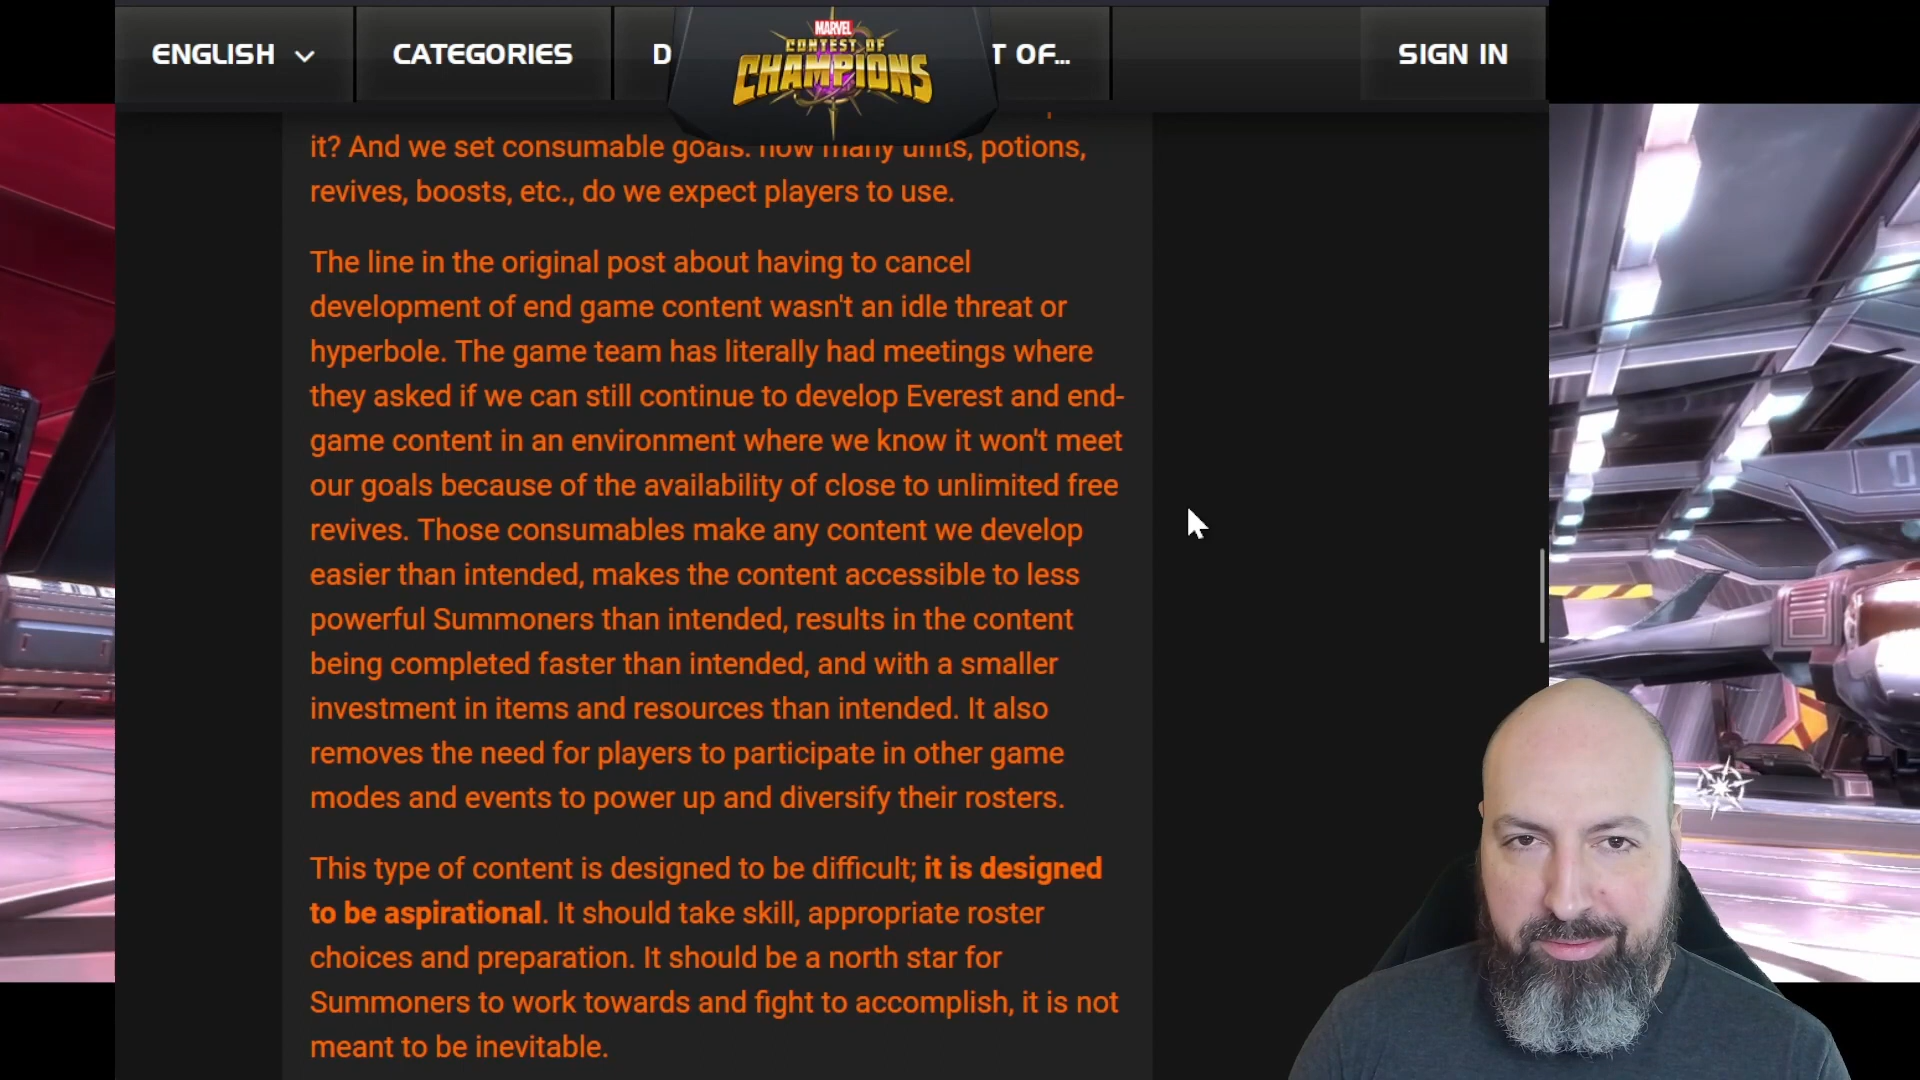 ENGLISH
CATEGORIES
D
MARVEL
CONTEST OF
CHAMPIONS
T OF...
SIGN IN
it? And we set consumable goals: how many units, potions,
revives, boosts, etc., do we expect players to use.
The line in the original post about having to cancel
development of end game content wasn't an idle threat or
hyperbole. The game team has literally had meetings where
they asked if we can still continue to develop Everest and end-
game content in an environment where we know it won't meet
our goals because of the availability of close to unlimited free
revives. Those consumables make any content we develop
easier than intended, makes the content accessible to less
powerful Summoners than intended, results in the content
being completed faster than intended, and with a smaller
investment in items and resources than intended. It also
removes the need for players to participate in other game
modes and events to power up and diversify their rosters.
This type of content is designed to be difficult; it is designed
to be aspirational. It should take skill, appropriate roster
choices and preparation. It should be a north star for
Summoners to work towards and fight to accomplish, it is not
meant to be inevitable.